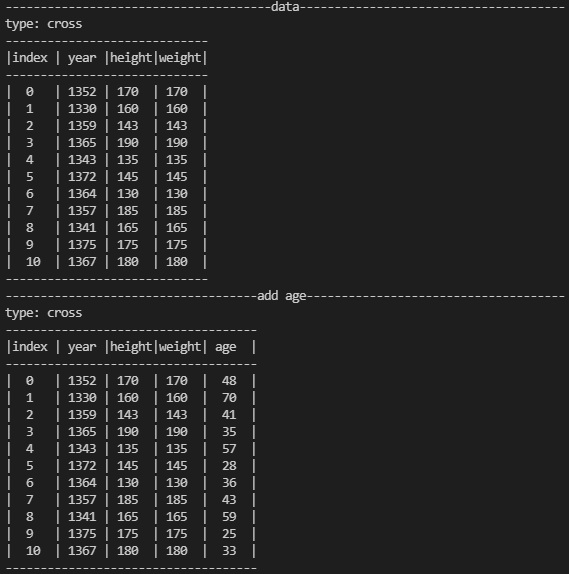 --------------------------------------data--------------------------------------
type: cross
-----------------------------
|index | year |height|weight|
-----------------------------
|  0   | 1352 | 170  | 170  |
|  1   | 1330 | 160  | 160  |
|  2   | 1359 | 143  | 143  |
|  3   | 1365 | 190  | 190  |
|  4   | 1343 | 135  | 135  |
|  5   | 1372 | 145  | 145  |
|  6   | 1364 | 130  | 130  |
|  7   | 1357 | 185  | 185  |
|  8   | 1341 | 165  | 165  |
|  9   | 1375 | 175  | 175  |
|  10  | 1367 | 180  | 180  |
-----------------------------
------------------------------------add age-------------------------------------
type: cross
------------------------------------
|index | year |height|weight| age  |
------------------------------------
|  0   | 1352 | 170  | 170  |  48  |
|  1   | 1330 | 160  | 160  |  70  |
|  2   | 1359 | 143  | 143  |  41  |
|  3   | 1365 | 190  | 190  |  35  |
|  4   | 1343 | 135  | 135  |  57  |
|  5   | 1372 | 145  | 145  |  28  |
|  6   | 1364 | 130  | 130  |  36  |
|  7   | 1357 | 185  | 185  |  43  |
|  8   | 1341 | 165  | 165  |  59  |
|  9   | 1375 | 175  | 175  |  25  |
|  10  | 1367 | 180  | 180  |  33  |
------------------------------------